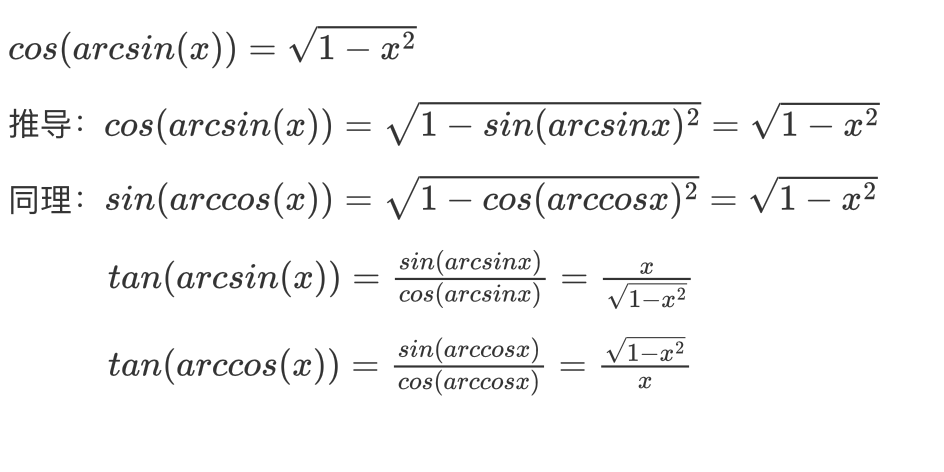 cos(arcsin(x)) = √(1 − x²)
推导：cos(arcsin(x)) = √(1 − sin(arcsinx)²) = √(1 − x²)
同理：sin(arccos(x)) = √(1 − cos(arccosx)²) = √(1 − x²)
tan(arcsin(x)) = sin(arcsinx)/cos(arcsinx) = x/√(1−x²)
tan(arccos(x)) = sin(arccosx)/cos(arccosx) = √(1−x²)/x